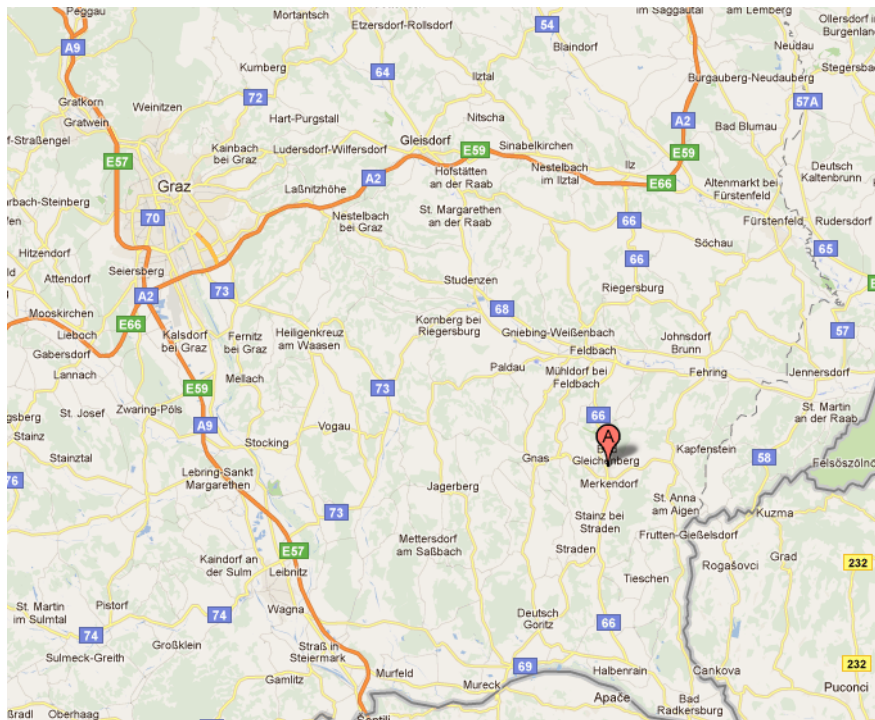 Peggau
Mortantsch
im Saggautal
am Lemberg
Etzersdorf-Rollsdorf
54
Ollersdorf i
Burgenlan
A9
Blaindorf
Neudau
Kumberg
64
Ilztal
Stegersba
Burgauberg-Neudauberg
72
Gratkorn
Weinitzen
57A
Gratwein
Hart-Purgstall
Nitscha
A2
Bad Blumau
f-Straßengel
Gleisdorf
Kainbach
bei Graz
Ludersdorf-Wilfersdorf
E59
Sinabelkirchen
E59
E57
Ilz
Deutsch
Kaltenbrunn
Hofstätten
an der Raab
Nestelbach
im Ilztal
A2
E66
Graz
Laßnitzhöhe
Altenmarkt bei
Fürstenfeld
arbach-Steinberg
St. Margarethen
an der Raab
70
Nestelbach
bei Graz
66
Fürstenfeld
Rudersdorf
Söchau
65
Hitzendorf
66
Seiersberg
Attendorf
Studenzen
Riegersburg
E
73
A2
Mooskirchen
68
E66
Kornberg bei
Riegersburg
57
Lieboch
Kalsdorf
bei Graz
Fernitz
bei Graz
Heiligenkreuz
am Waasen
Gniebing-Weißenbach
Johnsdorf
Brunn
Gabersdorf
Feldbach
Lannach
Paldau
Mühldorf bei
Feldbach
Fehring
Jennersdorf
Mellach
E59
73
St. Josef
Zwaring-Pöls
66
St. Martin
an der Raab
gsberg
A9
Vogau
Stainz
Stocking
A
Kapfenstein
Stainztal
Gnas
Bad
Gleichenberg
58
Felsöszölnö
76
Lebring-Sankt
Margarethen
Jagerberg
Merkendorf
St. Anna
am Aigen
73
Kuzma
Stainz bei
Straden
Mettersdorf
am Saßbach
Frutten-Gießelsdorf
E57
Straden
Grad
Kaindorf an
der Sulm
Rogašovci
232
Leibnitz
Tieschen
St. Martin
im Sulmtal
Pistorf
Wagna
74
Deutsch
Goritz
66
74
Großklein
Straß in
Steiermark
Sulmeck-Greith
69
Halbenrain
232
Murfeld
Cankova
Gamlitz
Mureck
Puconci
Apače
Bad
Radkersburg
ßradl
Oberhaag
Šentilj